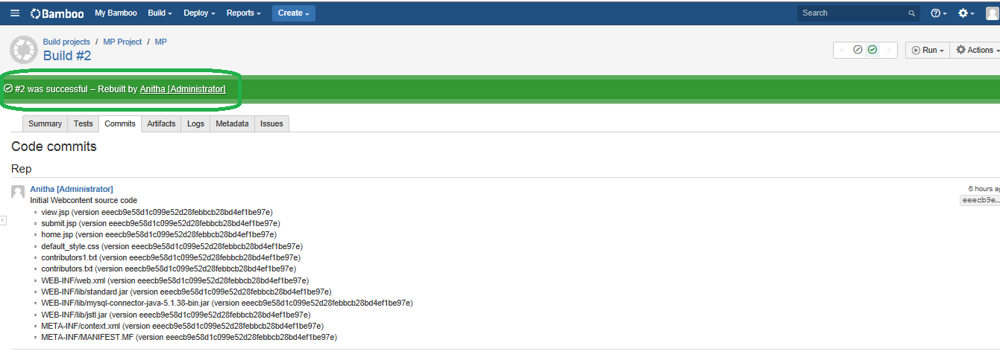 Bamboo My Bamboo Build Deploy Reports Create Search
Build projects / MP Project / MP
Build #2
Run Actions
#2 was successful – Rebuilt by Anitha [Administrator]
Summary Tests Commits Artifacts Logs Metadata Issues
Code commits
Rep
Anitha [Administrator] 6 hours ag
Initial Webcontent source code eeecb9e...
view.jsp (version eeecb9e58d1c099e52d28febbcb28bd4ef1be97e)
submit.jsp (version eeecb9e58d1c099e52d28febbcb28bd4ef1be97e)
home.jsp (version eeecb9e58d1c099e52d28febbcb28bd4ef1be97e)
default_style.css (version eeecb9e58d1c099e52d28febbcb28bd4ef1be97e)
contributors1.txt (version eeecb9e58d1c099e52d28febbcb28bd4ef1be97e)
contributors.txt (version eeecb9e58d1c099e52d28febbcb28bd4ef1be97e)
WEB-INF/web.xml (version eeecb9e58d1c099e52d28febbcb28bd4ef1be97e)
WEB-INF/lib/standard.jar (version eeecb9e58d1c099e52d28febbcb28bd4ef1be97e)
WEB-INF/lib/mysql-connector-java-5.1.38-bin.jar (version eeecb9e58d1c099e52d28febbcb28bd4ef1be97e)
WEB-INF/lib/jstl.jar (version eeecb9e58d1c099e52d28febbcb28bd4ef1be97e)
META-INF/context.xml (version eeecb9e58d1c099e52d28febbcb28bd4ef1be97e)
META-INF/MANIFEST.MF (version eeecb9e58d1c099e52d28febbcb28bd4ef1be97e)